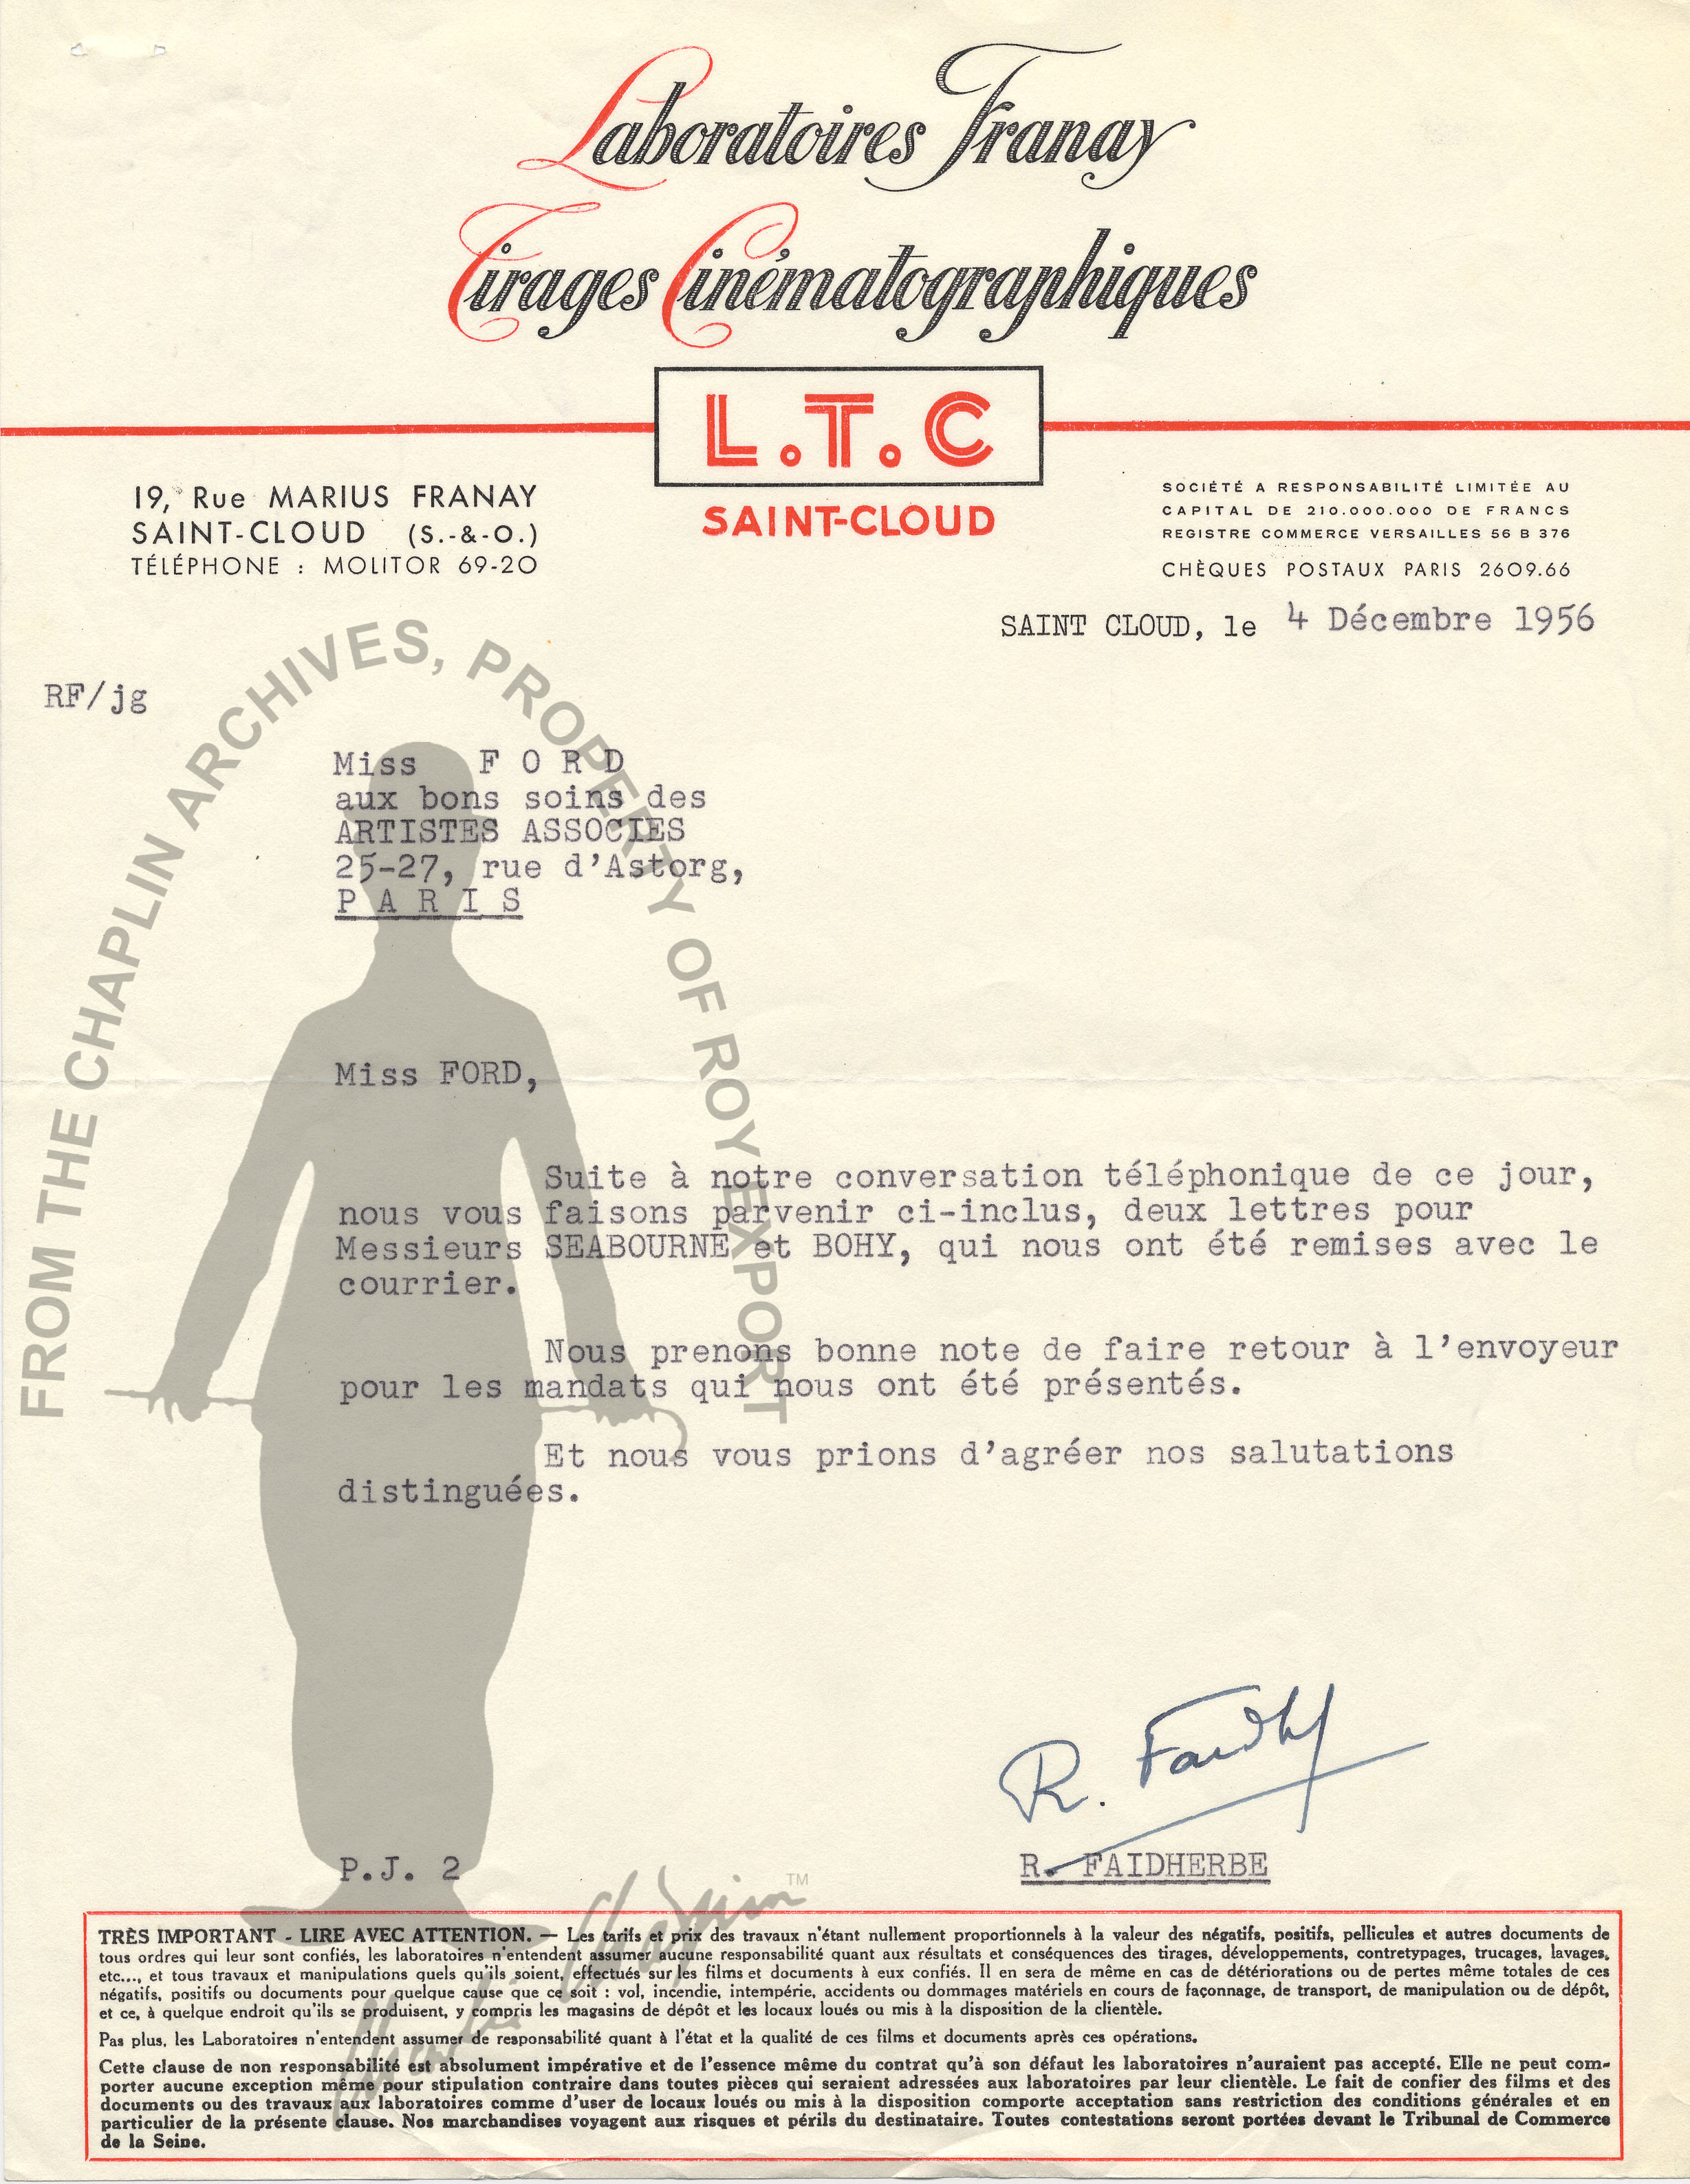 Laboratoires Franay
Tirages Cinématographiques
L.T.C
SAINT-CLOUD
19, Rue MARIUS FRANAY
SAINT-CLOUD (S.-&-O.)
TÉLÉPHONE : MOLITOR 69-20
SOCIÉTÉ A RESPONSABILITÉ LIMITÉE AU
CAPITAL DE 210.000.000 DE FRANCS
REGISTRE COMMERCE VERSAILLES 56 B 376
CHÈQUES POSTAUX PARIS 2609.66
SAINT CLOUD, le 4 Décembre 1956
RF/jg
FROM THE CHAPLIN ARCHIVES, PROPERTY OF ROY EXPORT
Miss F O R D
aux bons soins des
ARTISTES ASSOCIES
25-27, rue d'Astorg,
P A R I S
Miss FORD,
Suite à notre conversation téléphonique de ce jour,
nous vous faisons parvenir ci-inclus, deux lettres pour
Messieurs SEABOURNE et BOHY, qui nous ont été remises avec le
courrier.
Nous prenons bonne note de faire retour à l'envoyeur
pour les mandats qui nous ont été présentés.
Et nous vous prions d'agréer nos salutations
distinguées.
R. Faidh
P.J. 2
R. FAIDHERBE
Charlie Chaplin TM
TRÈS IMPORTANT - LIRE AVEC ATTENTION. — Les tarifs et prix des travaux n'étant nullement proportionnels à la valeur des négatifs, positifs, pellicules et autres documents de
tous ordres qui leur sont confiés, les laboratoires n'entendent assumer aucune responsabilité quant aux résultats et conséquences des tirages, développements, contretypages, trucages, lavages,
etc..., et tous travaux et manipulations quels qu'ils soient, effectués sur les films et documents à eux confiés. Il en sera de même en cas de détériorations ou de pertes même totales de ces
négatifs, positifs ou documents pour quelque cause que ce soit : vol, incendie, intempérie, accidents ou dommages matériels en cours de façonnage, de transport, de manipulation ou de dépôt,
et ce, à quelque endroit qu'ils se produisent, y compris les magasins de dépôt et les locaux loués ou mis à la disposition de la clientèle.
Pas plus, les Laboratoires n'entendent assumer de responsabilité quant à l'état et la qualité de ces films et documents après ces opérations.
Cette clause de non responsabilité est absolument impérative et de l'essence même du contrat qu'à son défaut les laboratoires n'auraient pas accepté. Elle ne peut com-
porter aucune exception même pour stipulation contraire dans toutes pièces qui seraient adressées aux laboratoires par leur clientèle. Le fait de confier des films et des
documents ou des travaux aux laboratoires comme d'user de locaux loués ou mis à la disposition comporte acceptation sans restriction des conditions générales et en
particulier de la présente clause. Nos marchandises voyagent aux risques et périls du destinataire. Toutes contestations seront portées devant le Tribunal de Commerce
de la Seine.